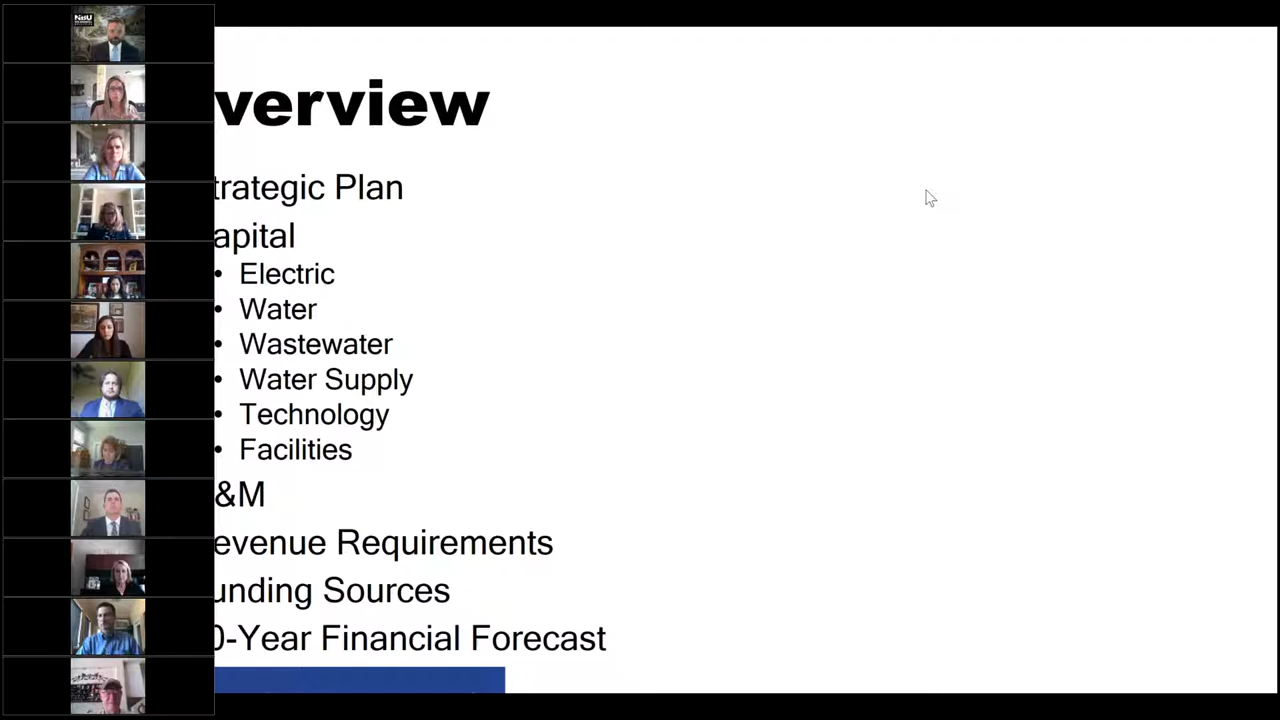 NBU
verview
trategic Plan
apital
• Electric
• Water
• Wastewater
• Water Supply
• Technology
• Facilities
&M
evenue Requirements
unding Sources
0-Year Financial Forecast